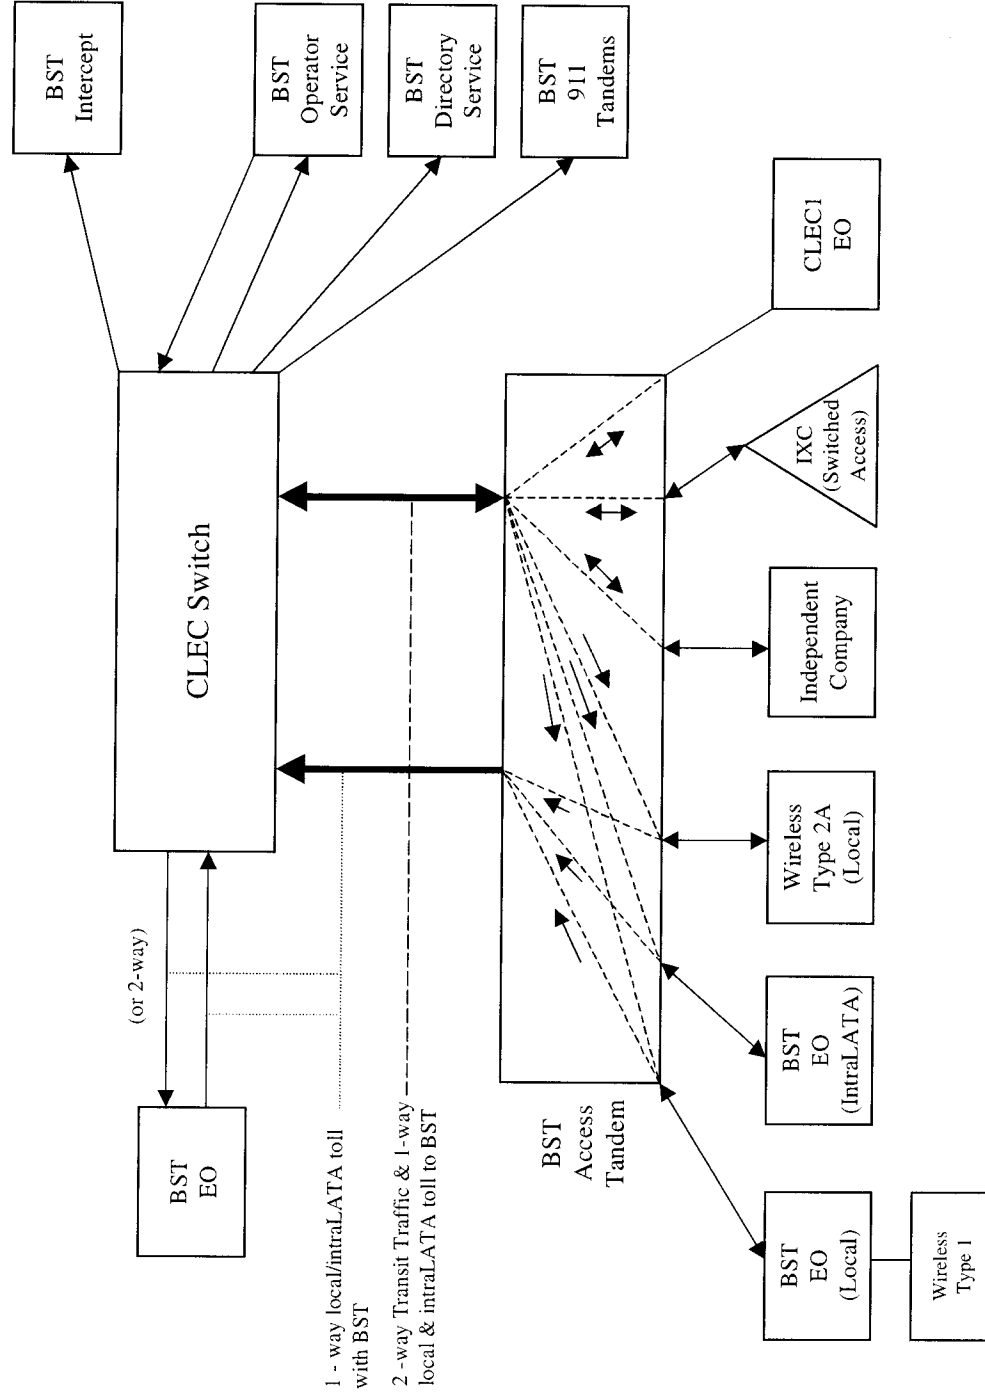 BST
Intercept
BST
Operator
Service
BST
Directory
Service
BST
911
Tandems
CLEC Switch
(or 2-way)
BST
EO
1 - way local/intraLATA toll
with BST
2 -way Transit Traffic & 1-way
local & intraLATA toll to BST
BST
Access
Tandem
CLEC1
EO
IXC
(Switched
Access)
Independent
Company
Wireless
Type 2A
(Local)
BST
EO
(IntraLATA)
BST
EO
(Local)
Wireless
Type 1